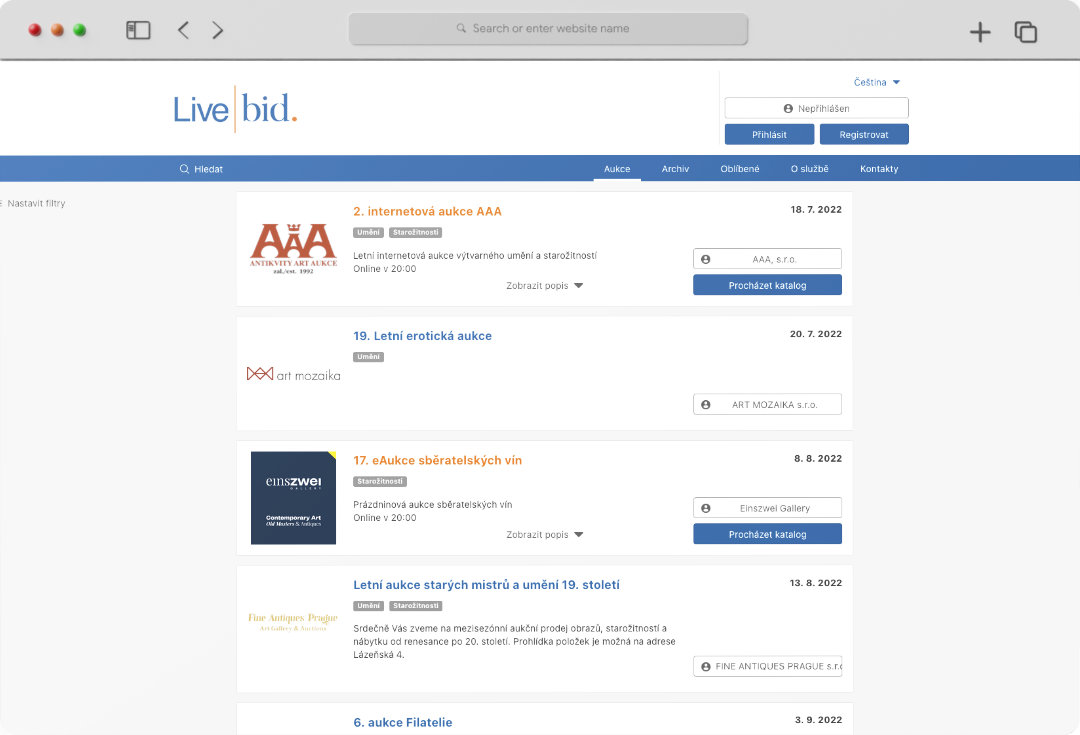 Search or enter website name
Čeština
Live bid.
Nepřihlášen
Přihlásit
Registrovat
Hledat
Aukce
Archiv
Oblíbené
O službě
Kontakty
Nastavit filtry
2. internetová aukce AAA
18. 7. 2022
Umění
Starožitnosti
AAA
ANTIKVITY ART AUKCE
zal./est. 1992
Letní internetová aukce výtvarného umění a starožitností
Online v 20:00
AAA, s.r.o.
Zobrazit popis
Procházet katalog
19. Letní erotická aukce
20. 7. 2022
Umění
art mozaika
ART MOZAIKA s.r.o.
17. eAukce sběratelských vín
8. 8. 2022
Starožitnosti
einszwei
GALLERY
Contemporary Art
Old Masters & Antiques
Prázdninová aukce sběratelských vín
Online v 20:00
Einszwei Gallery
Zobrazit popis
Procházet katalog
Letní aukce starých mistrů a umění 19. století
13. 8. 2022
Umění
Starožitnosti
Fine Antiques Prague
Art Gallery & Auctions
Srdečně Vás zveme na mezisezónní aukční prodej obrazů, starožitností a
nábytku od renesance po 20. století. Prohlídka položek je možná na adrese
Lázeňská 4.
FINE ANTIQUES PRAGUE s.r.o
6. aukce Filatelie
3. 9. 2022